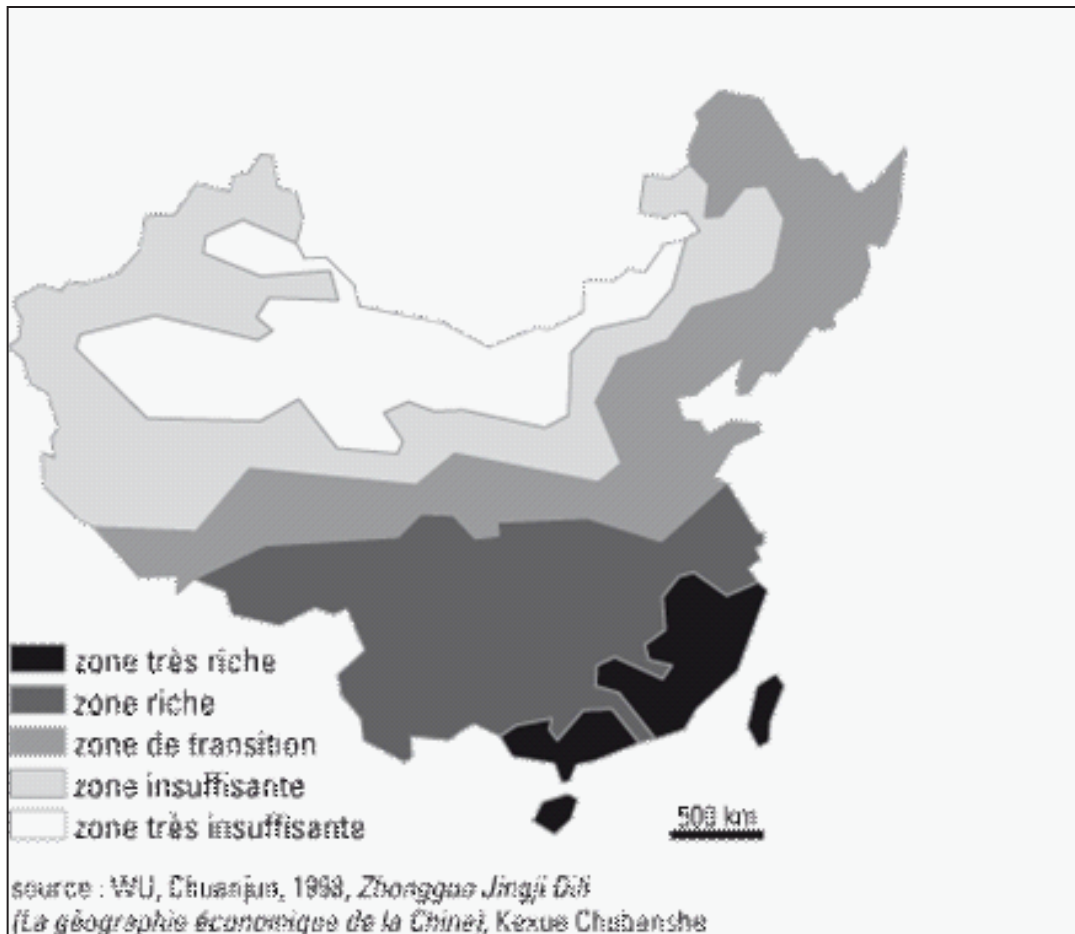 zone très riche
zone riche
zone de transition
zone insuffisante
zone très insuffisante
500 km
source : WU, Chuanjun, 1998, Zhongguo Jingji Dili
(La géographie économique de la Chine), Kexue Chubanshe